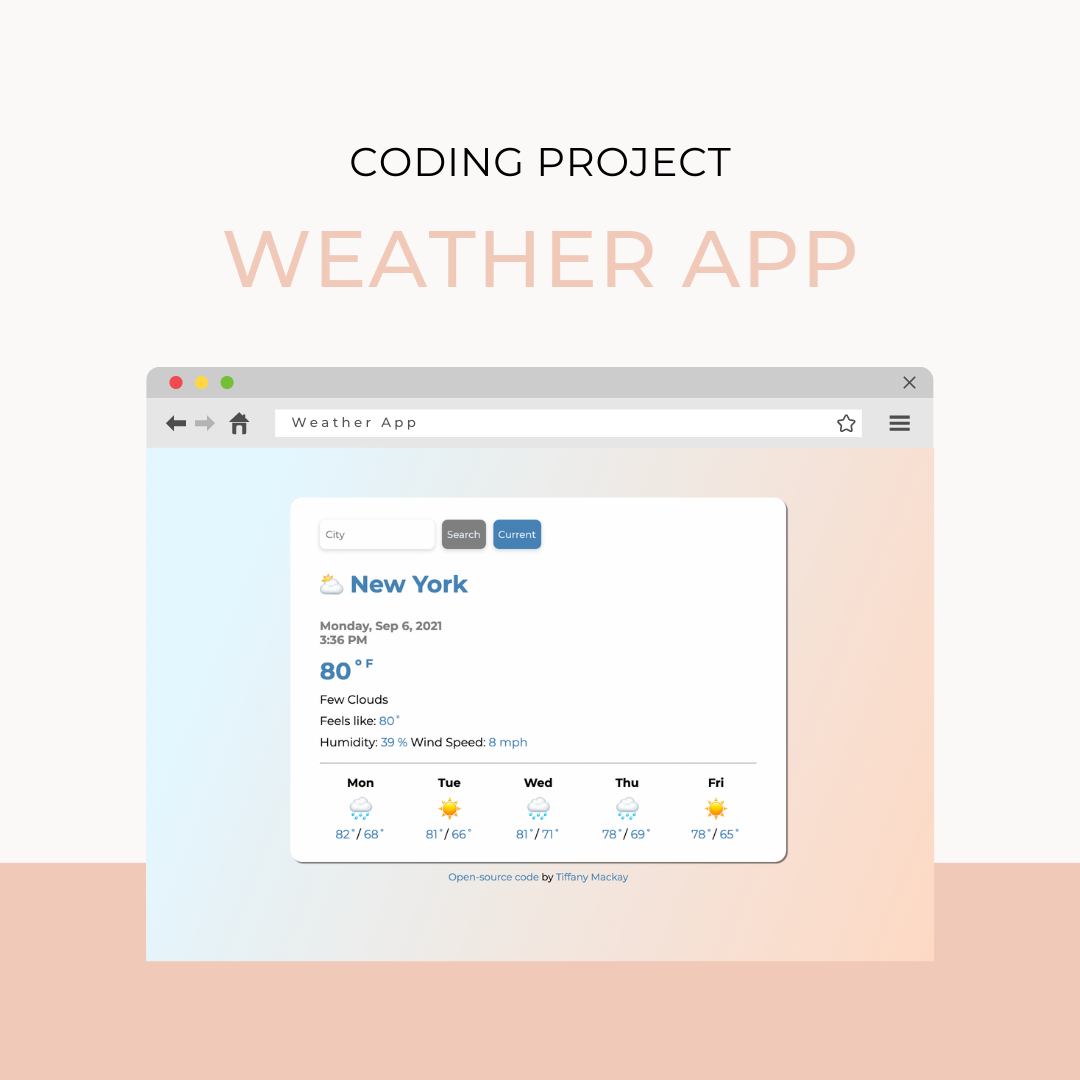 CODING PROJECT
WEATHER APP
Weather App
City Search Current
New York
Monday, Sep 6, 2021
3:36 PM
80 ° F
Few Clouds
Feels like: 80°
Humidity: 39 % Wind Speed: 8 mph
Mon Tue Wed Thu Fri
82°/ 68° 81°/ 66° 81°/ 71° 78°/ 69° 78°/ 65°
Open-source code by Tiffany Mackay